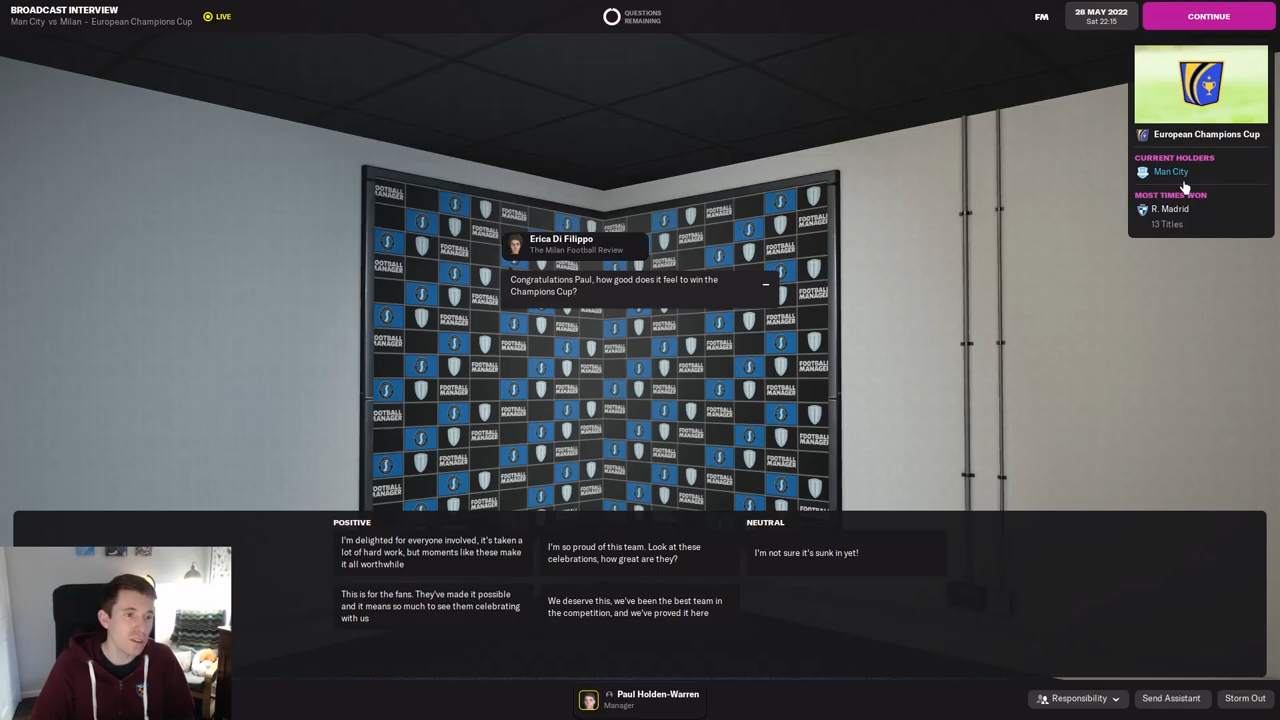 BROADCAST INTERVIEW
Man City vs Milan - European Champions Cup
LIVE
QUESTIONS
REMAINING
FM
28 MAY 2022
Sat 22:15
CONTINUE
European Champions Cup
CURRENT HOLDERS
Man City
MOST TIMES WON
R. Madrid
13 Titles
Erica Di Filippo
The Milan Football Review
Congratulations Paul, how good does it feel to win the
Champions Cup?
FOOTBALL
MANAGER
POSITIVE
I'm delighted for everyone involved, it's taken a
lot of hard work, but moments like these make
it all worthwhile
I'm so proud of this team. Look at these
celebrations, how great are they?
This is for the fans. They've made it possible
and it means so much to see them celebrating
with us
We deserve this, we've been the best team in
the competition, and we've proved it here
NEUTRAL
I'm not sure it's sunk in yet!
Paul Holden-Warren
Manager
Responsibility
Send Assistant
Storm Out